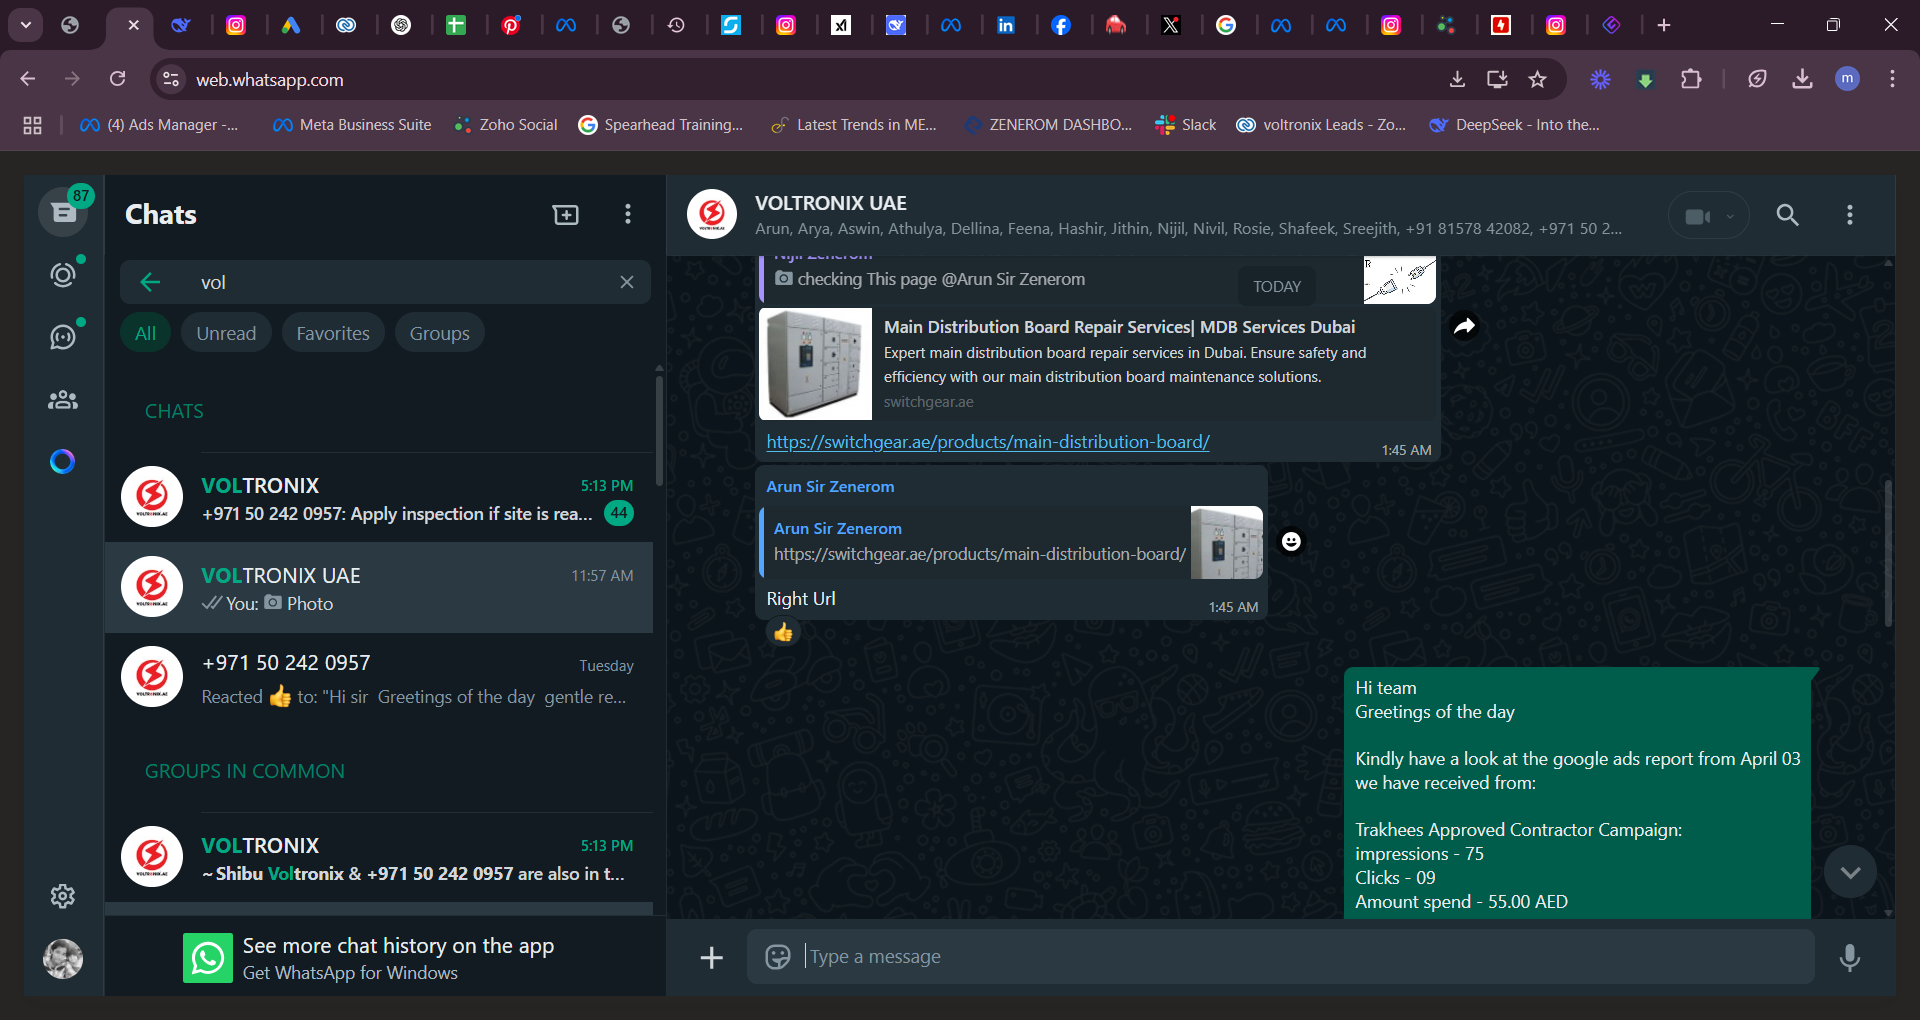 web.whatsapp.com
(4) Ads Manager -...
Meta Business Suite
Zoho Social
Spearhead Training...
Latest Trends in ME...
ZENEROM DASHBO...
Slack
voltronix Leads - Zo...
DeepSeek - Into the...
87
Chats
vol
All
Unread
Favorites
Groups
CHATS
VOLTRONIX
5:13 PM
+971 50 242 0957: Apply inspection if site is rea...
44
VOLTRONIX UAE
11:57 AM
You: Photo
+971 50 242 0957
Tuesday
Reacted 👍 to: "Hi sir Greetings of the day gentle re...
GROUPS IN COMMON
VOLTRONIX
5:13 PM
~ Shibu Voltronix & +971 50 242 0957 are also in t...
See more chat history on the app
Get WhatsApp for Windows
VOLTRONIX UAE
Arun, Arya, Aswin, Athulya, Dellina, Feena, Hashir, Jithin, Nijil, Nivil, Rosie, Shafeek, Sreejith, +91 81578 42082, +971 50 2...
Nijil Zenerom
checking This page @Arun Sir Zenerom
TODAY
Main Distribution Board Repair Services| MDB Services Dubai
Expert main distribution board repair services in Dubai. Ensure safety and
efficiency with our main distribution board maintenance solutions.
switchgear.ae
https://switchgear.ae/products/main-distribution-board/
1:45 AM
Arun Sir Zenerom
Arun Sir Zenerom
https://switchgear.ae/products/main-distribution-board/
Right Url
1:45 AM
👍
Hi team
Greetings of the day
Kindly have a look at the google ads report from April 03
we have received from:
Trakhees Approved Contractor Campaign:
impressions - 75
Clicks - 09
Amount spend - 55.00 AED
Type a message